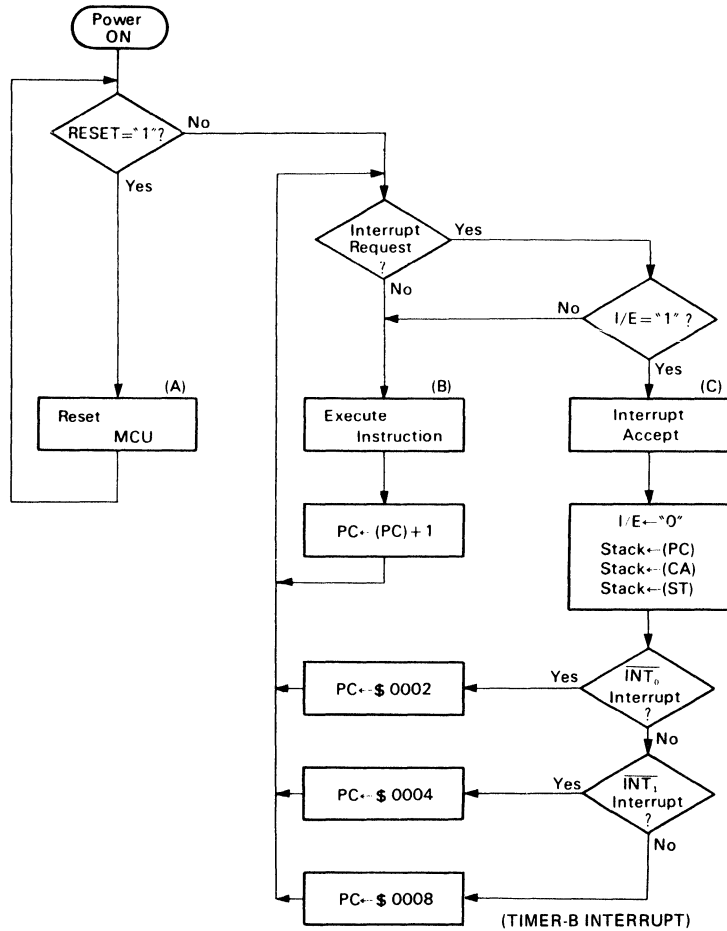 Power
ON
RESET="1"?
No
Yes
Interrupt
Request
?
Yes
No
No
I/E="1" ?
Yes
(A)
Reset
MCU
(B)
Execute
Instruction
(C)
Interrupt
Accept
PC←(PC)+1
I/E←"0"
Stack←(PC)
Stack←(CA)
Stack←(ST)
PC←$0002
Yes
INT₀
Interrupt
?
No
PC←$0004
Yes
INT₁
Interrupt
?
No
PC←$0008
(TIMER-B INTERRUPT)